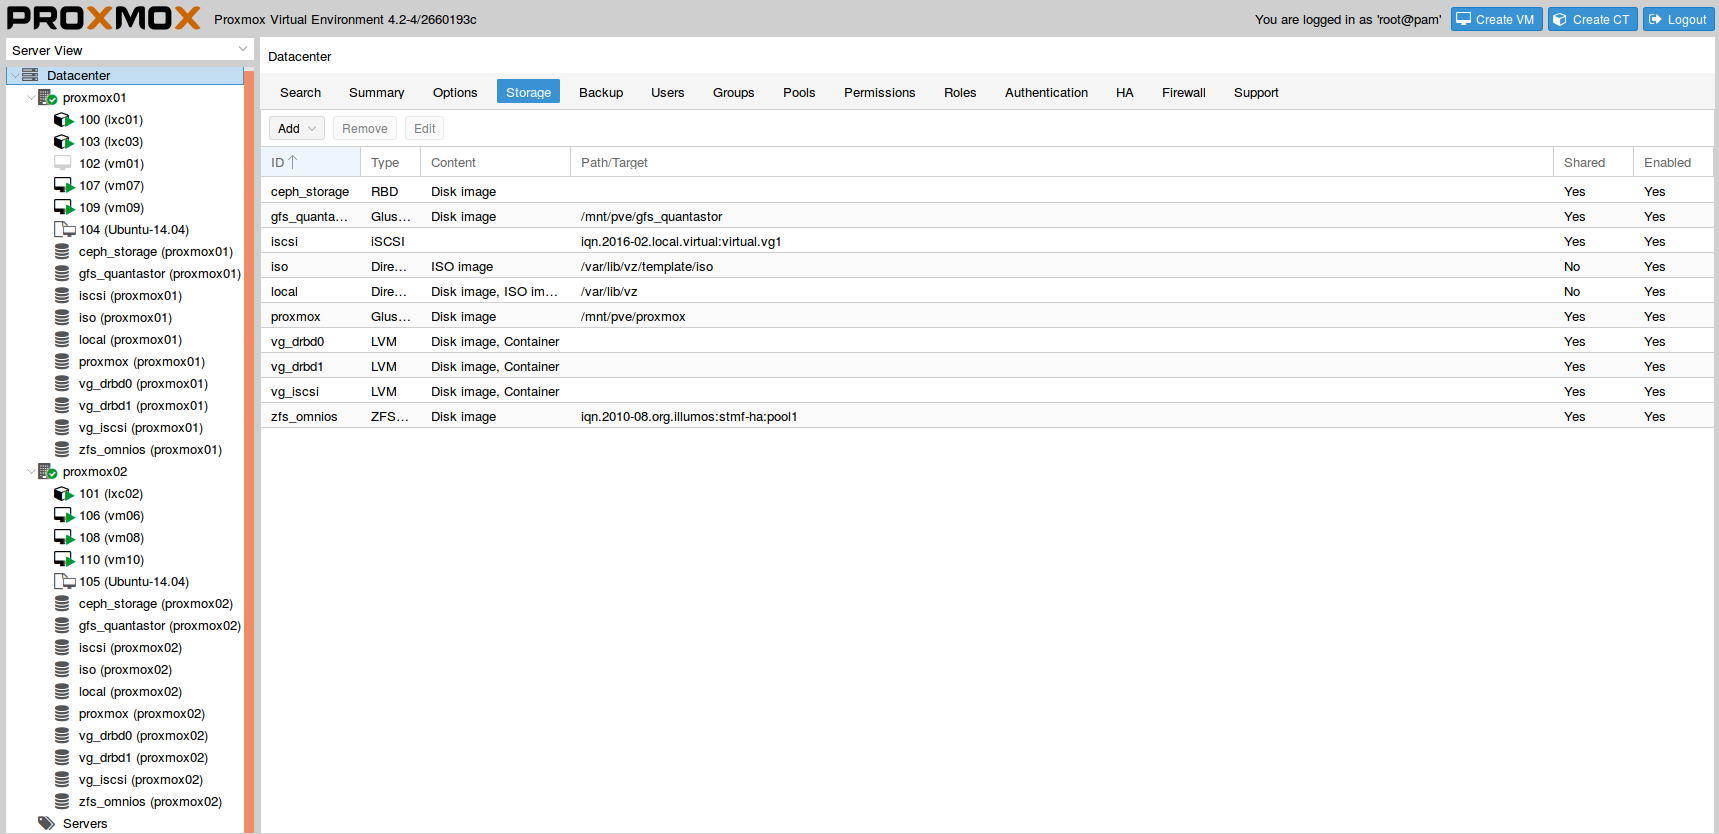 PROXMOX Proxmox Virtual Environment 4.2-4/2660193c You are logged in as 'root@pam' Create VM Create CT Logout
Server View
Datacenter
proxmox01
100 (lxc01)
103 (lxc03)
102 (vm01)
107 (vm07)
109 (vm09)
104 (Ubuntu-14.04)
ceph_storage (proxmox01)
gfs_quantastor (proxmox01)
iscsi (proxmox01)
iso (proxmox01)
local (proxmox01)
proxmox (proxmox01)
vg_drbd0 (proxmox01)
vg_drbd1 (proxmox01)
vg_iscsi (proxmox01)
zfs_omnios (proxmox01)
proxmox02
101 (lxc02)
106 (vm06)
108 (vm08)
110 (vm10)
105 (Ubuntu-14.04)
ceph_storage (proxmox02)
gfs_quantastor (proxmox02)
iscsi (proxmox02)
iso (proxmox02)
local (proxmox02)
proxmox (proxmox02)
vg_drbd0 (proxmox02)
vg_drbd1 (proxmox02)
vg_iscsi (proxmox02)
zfs_omnios (proxmox02)
Servers
Datacenter
Search Summary Options Storage Backup Users Groups Pools Permissions Roles Authentication HA Firewall Support
Add Remove Edit
ID Type Content Path/Target Shared Enabled
ceph_storage RBD Disk image Yes Yes
gfs_quanta... Glus... Disk image /mnt/pve/gfs_quantastor Yes Yes
iscsi iSCSI iqn.2016-02.local.virtual:virtual.vg1 Yes Yes
iso Dire... ISO image /var/lib/vz/template/iso No Yes
local Dire... Disk image, ISO im... /var/lib/vz No Yes
proxmox Glus... Disk image /mnt/pve/proxmox Yes Yes
vg_drbd0 LVM Disk image, Container Yes Yes
vg_drbd1 LVM Disk image, Container Yes Yes
vg_iscsi LVM Disk image, Container Yes Yes
zfs_omnios ZFS... Disk image iqn.2010-08.org.illumos:stmf-ha:pool1 Yes Yes